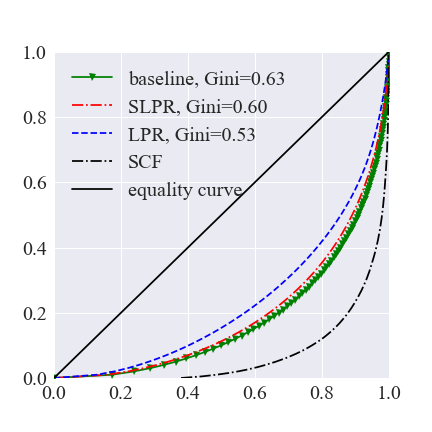 1.0
0.8
0.6
0.4
0.2
0.0
baseline, Gini=0.63
SLPR, Gini=0.60
LPR, Gini=0.53
SCF
equality curve
0.0 0.2 0.4 0.6 0.8 1.0